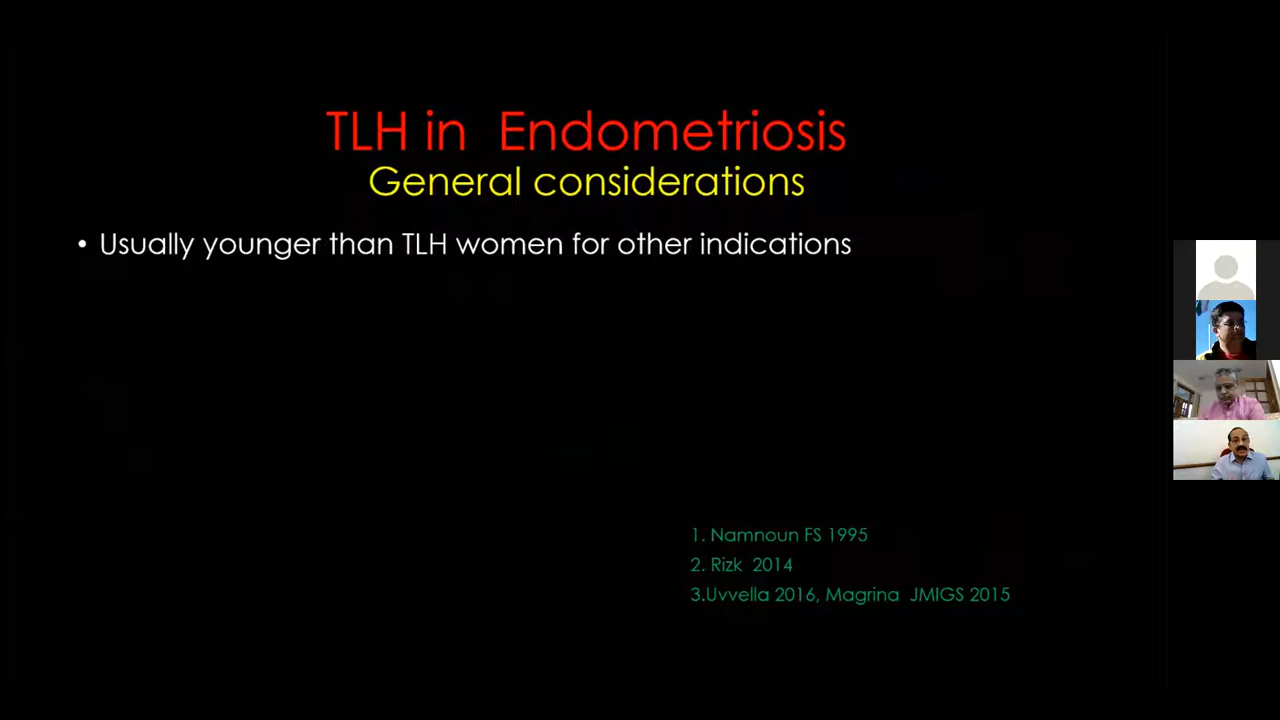 TLH in Endometriosis
General considerations
• Usually younger than TLH women for other indications
1. Namnoun FS 1995
2. Rizk 2014
3.Uvvella 2016, Magrina JMIGS 2015